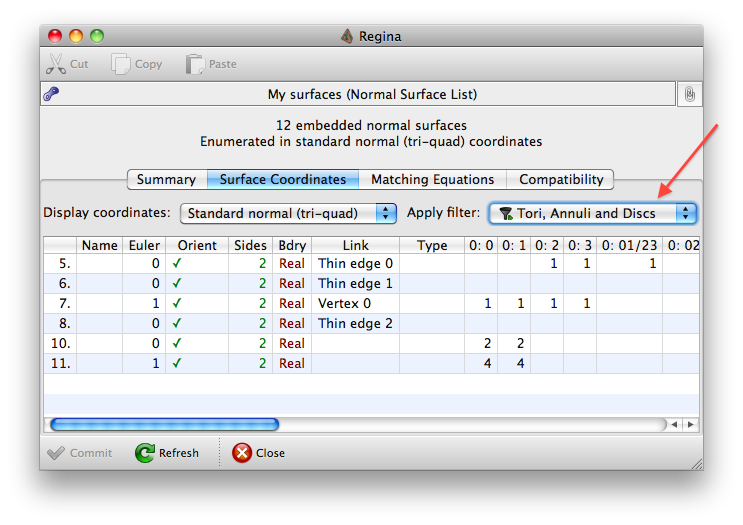 Regina
Cut Copy Paste
My surfaces (Normal Surface List)
12 embedded normal surfaces
Enumerated in standard normal (tri-quad) coordinates
Summary Surface Coordinates Matching Equations Compatibility
Display coordinates: Standard normal (tri-quad) Apply filter: Tori, Annuli and Discs
Name Euler Orient Sides Bdry Link Type 0: 0 0: 1 0: 2 0: 3 0: 01/23 0: 02
5. 0 ✓ 2 Real Thin edge 0 1 1 1
6. 0 ✓ 2 Real Thin edge 1
7. 1 ✓ 2 Real Vertex 0 1 1 1 1
8. 0 ✓ 2 Real Thin edge 2
10. 0 ✓ 2 Real 2 2
11. 1 ✓ 2 Real 4 4
Commit Refresh Close